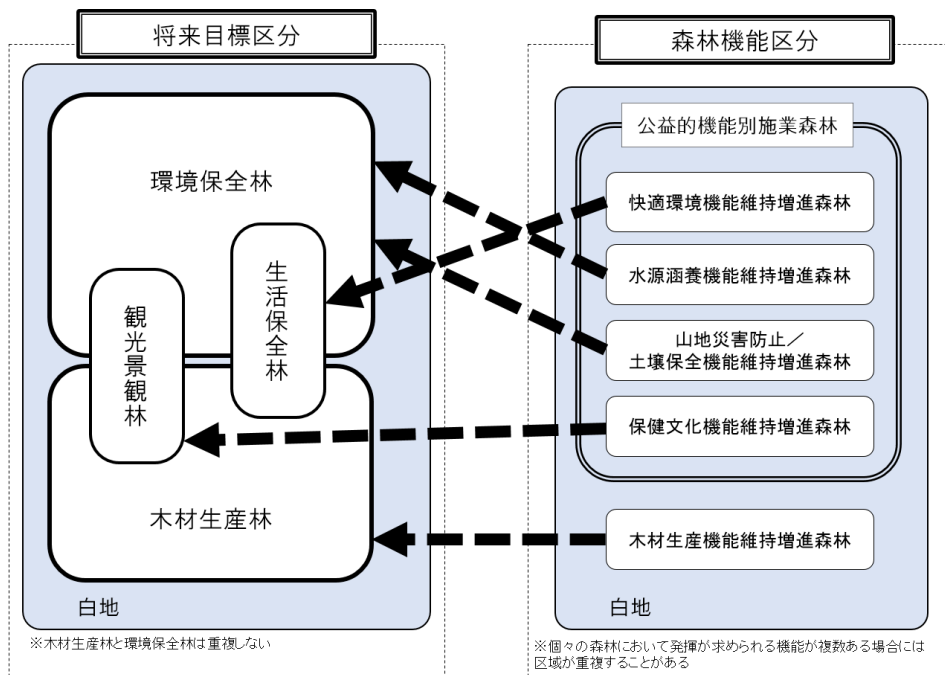 将来目標区分
環境保全林
生活保全林
観光景観林
木材生産林
白地
※木材生産林と環境保全林は重複しない
森林機能区分
公益的機能別施業森林
快適環境機能維持増進森林
水源涵養機能維持増進森林
山地災害防止／
土壌保全機能維持増進森林
保健文化機能維持増進森林
木材生産機能維持増進森林
白地
※個々の森林において発揮が求められる機能が複数ある場合には
区域が重複することがある